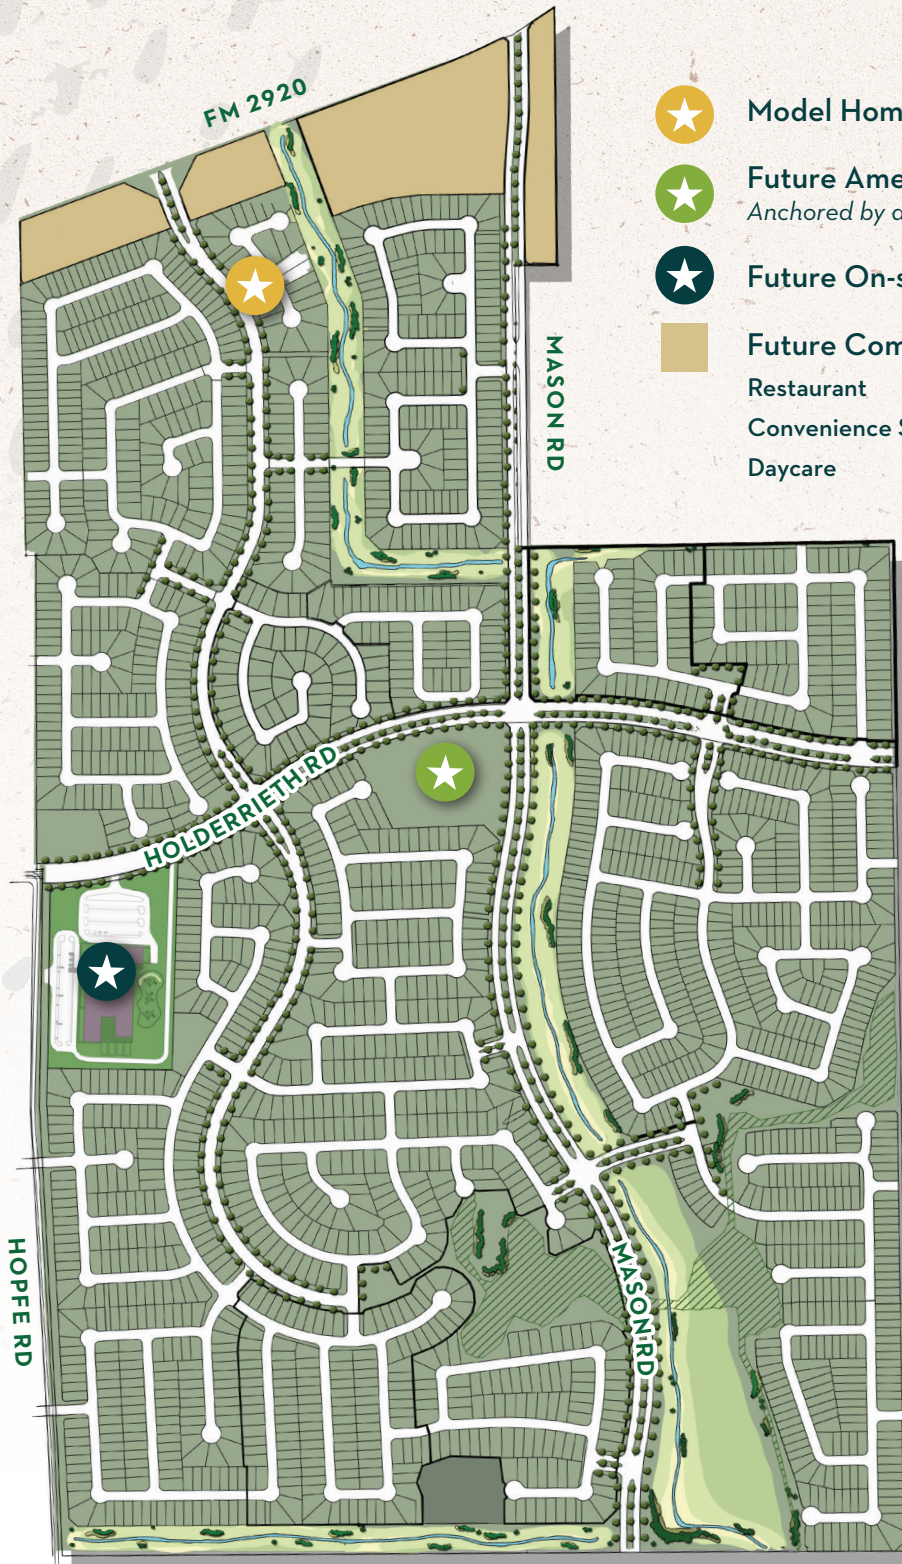 FM 2920
Model Hom
Future Ame
Anchored by a
Future On-s
Future Com
Restaurant
Convenience S
Daycare
MASON RD
HOLDERRIETH RD
HOPFE RD
MASON RD